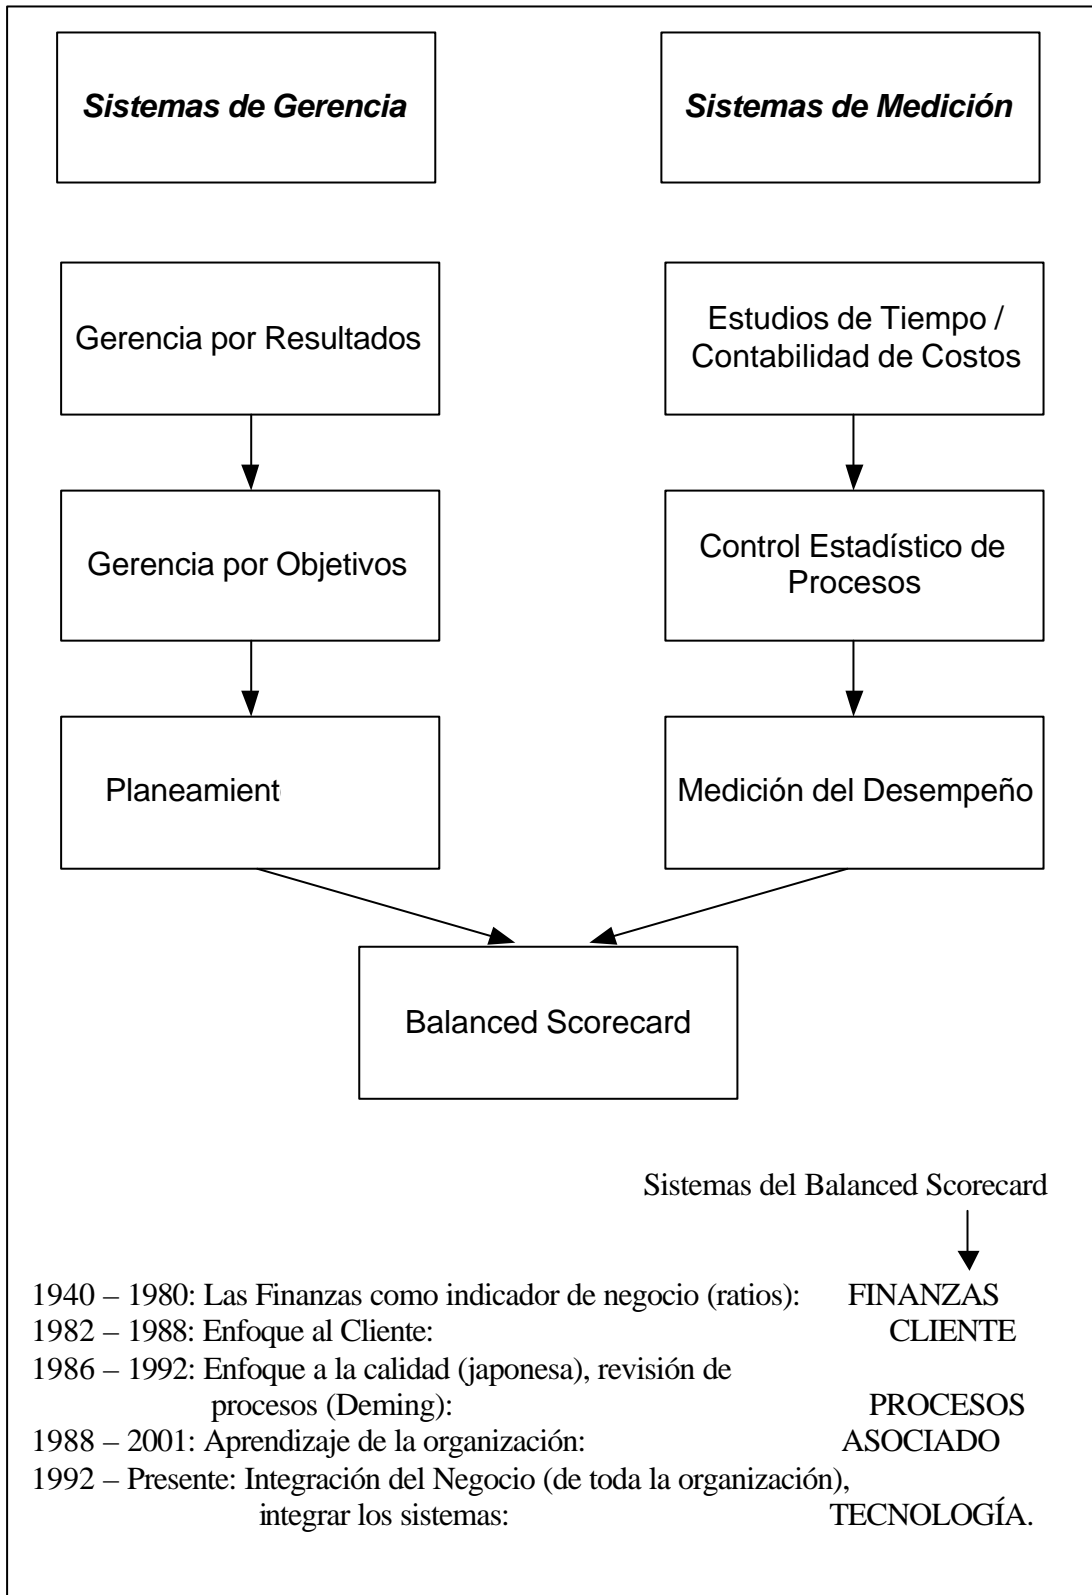 Sistemas de Gerencia
Sistemas de Medición
Gerencia por Resultados
Estudios de Tiempo /
Contabilidad de Costos
Gerencia por Objetivos
Control Estadístico de
Procesos
Planeamient
Medición del Desempeño
Balanced Scorecard
Sistemas del Balanced Scorecard
1940 – 1980: Las Finanzas como indicador de negocio (ratios): FINANZAS
1982 – 1988: Enfoque al Cliente: CLIENTE
1986 – 1992: Enfoque a la calidad (japonesa), revisión de
procesos (Deming): PROCESOS
1988 – 2001: Aprendizaje de la organización: ASOCIADO
1992 – Presente: Integración del Negocio (de toda la organización),
integrar los sistemas: TECNOLOGÍA.